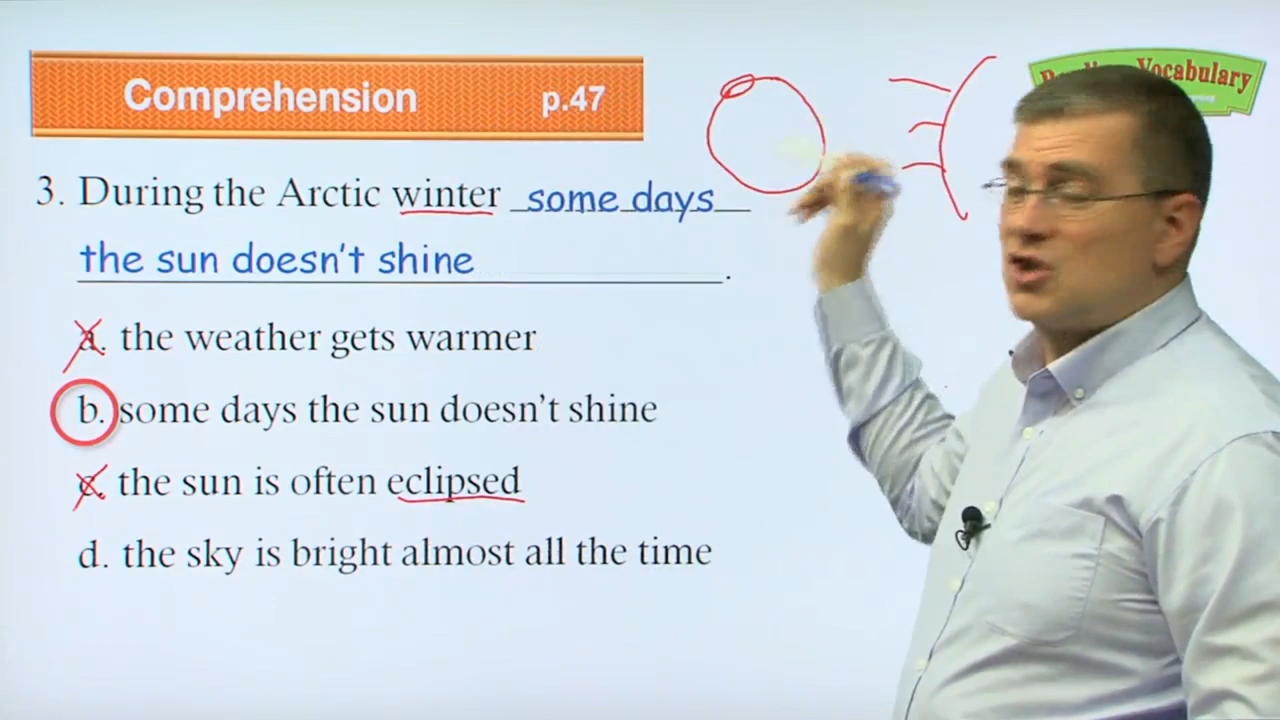 Comprehension p.47
Vocabulary
3. During the Arctic winter some days
the sun doesn't shine.
a. the weather gets warmer
b. some days the sun doesn't shine
c. the sun is often eclipsed
d. the sky is bright almost all the time